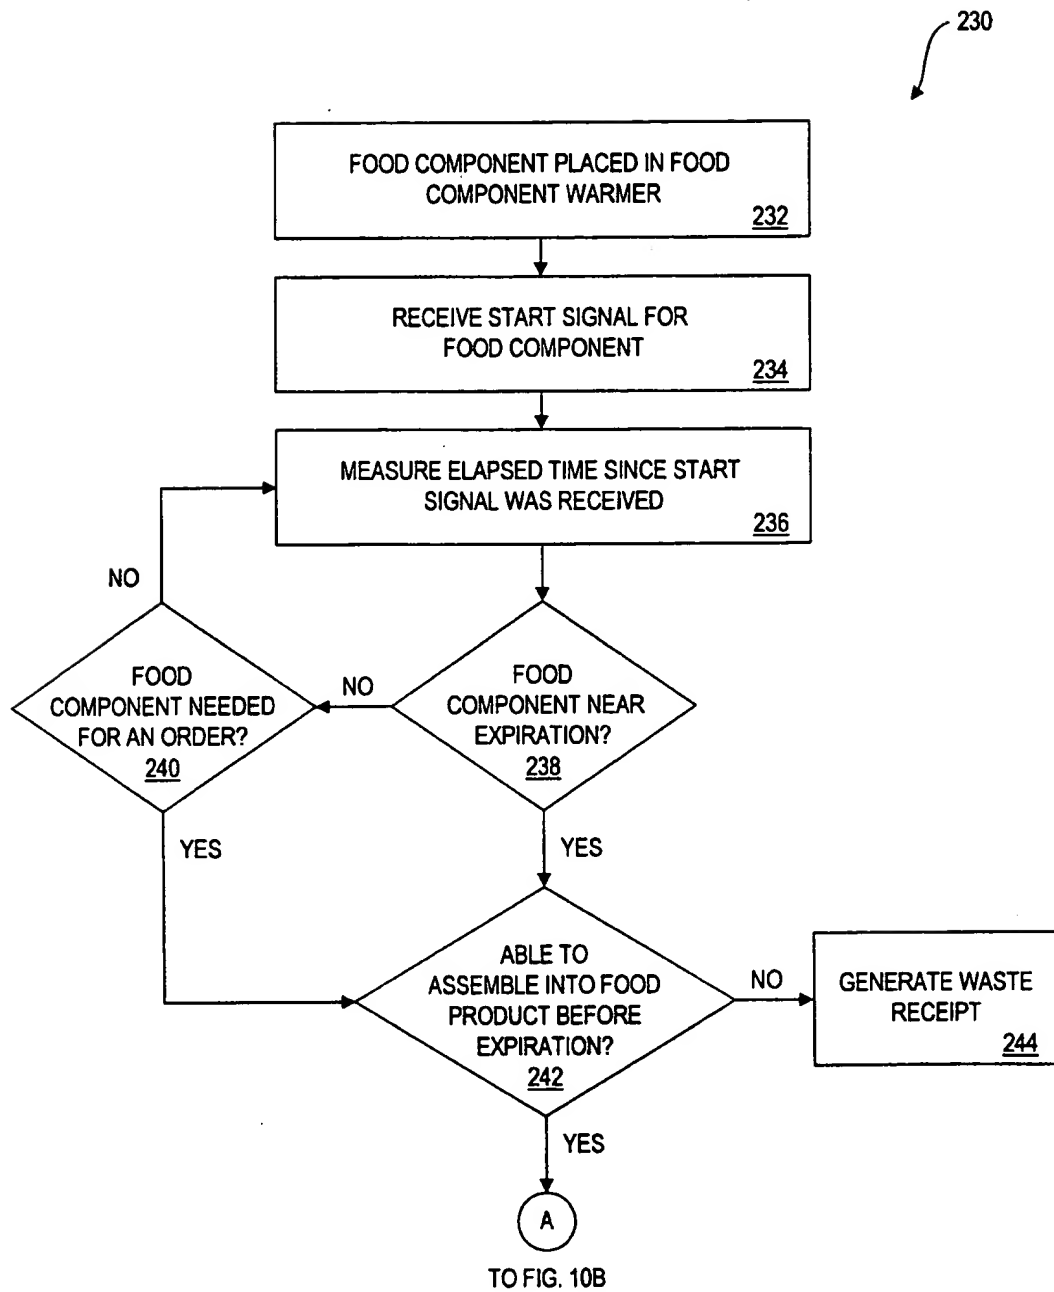 230
FOOD COMPONENT PLACED IN FOOD
COMPONENT WARMER
232
RECEIVE START SIGNAL FOR
FOOD COMPONENT
234
MEASURE ELAPSED TIME SINCE START
SIGNAL WAS RECEIVED
236
NO
FOOD
COMPONENT NEEDED
FOR AN ORDER?
240
NO
FOOD
COMPONENT NEAR
EXPIRATION?
238
YES
YES
ABLE TO
ASSEMBLE INTO FOOD
PRODUCT BEFORE
EXPIRATION?
242
NO
GENERATE WASTE
RECEIPT
244
YES
A
TO FIG. 10B